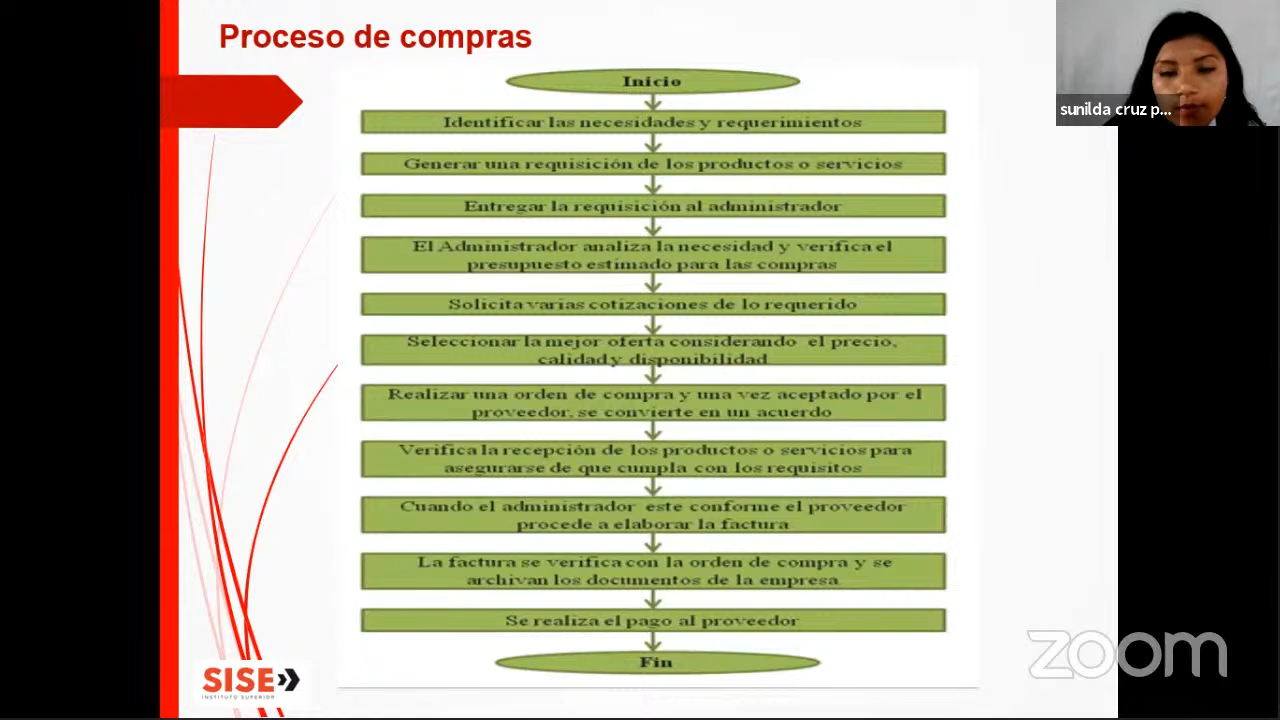 Proceso de compras
sunilda cruz p...
Inicio
Identificar las necesidades y requerimientos
Generar una requisición de los productos o servicios
Entregar la requisición al administrador
El Administrador analiza la necesidad y verifica el
presupuesto estimado para las compras
Solicita varias cotizaciones de lo requerido
Seleccionar la mejor oferta considerando el precio,
calidad y disponibilidad
Realizar una orden de compra y una vez aceptado por el
proveedor, se convierte en un acuerdo
Verifica la recepción de los productos o servicios para
asegurarse de que cumpla con los requisitos
Cuando el administrador este conforme el proveedor
procede a elaborar la factura
La factura se verifica con la orden de compra y se
archivan los documentos de la empresa
Se realiza el pago al proveedor
Fin
SISE
INSTITUTO SUPERIOR
zoom